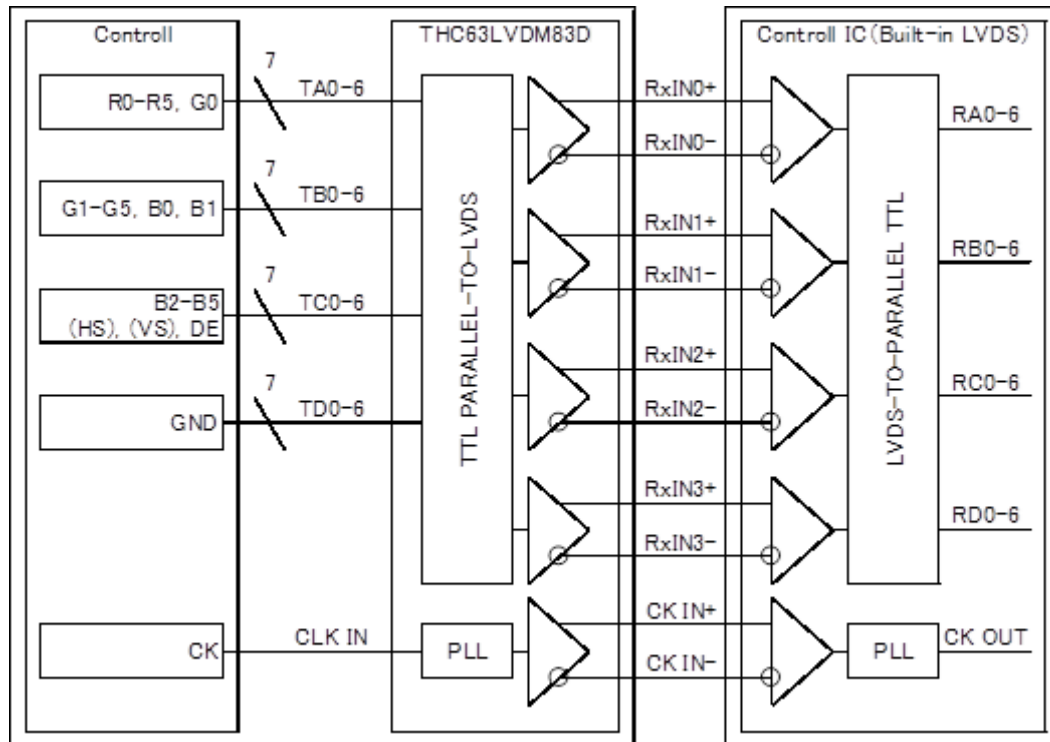 Controll
THC63LVDM83D
Controll IC(Built-in LVDS)
R0-R5, G0
7
TA0-6
RxIN0+
RxIN0-
RA0-6
G1-G5, B0, B1
7
TB0-6
RxIN1+
RxIN1-
RB0-6
B2-B5
(HS), (VS), DE
7
TC0-6
RxIN2+
RxIN2-
RC0-6
GND
7
TD0-6
RxIN3+
RxIN3-
RD0-6
TTL PARALLEL-TO-LVDS
LVDS-TO-PARALLEL TTL
CK
CLK IN
PLL
CK IN+
CK IN-
PLL
CK OUT